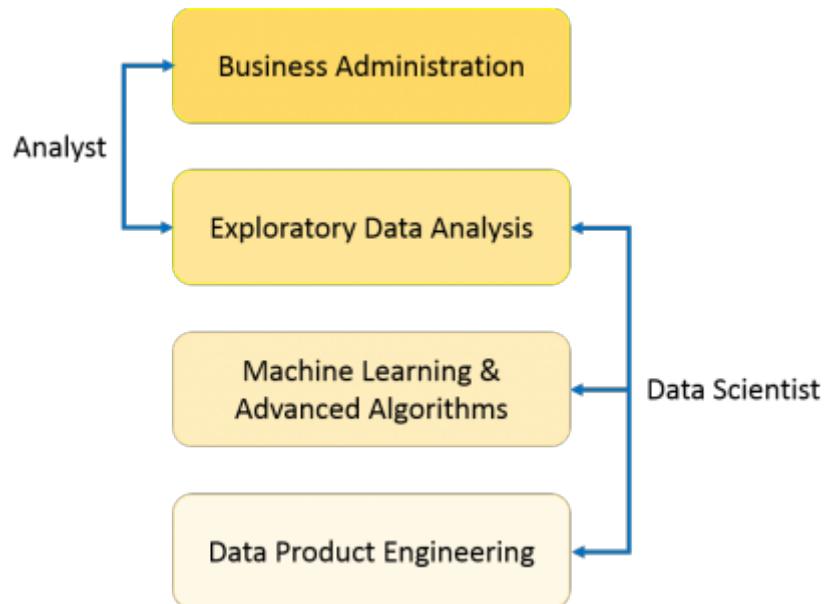 Business Administration
Analyst
Exploratory Data Analysis
Machine Learning &
Advanced Algorithms
Data Scientist
Data Product Engineering